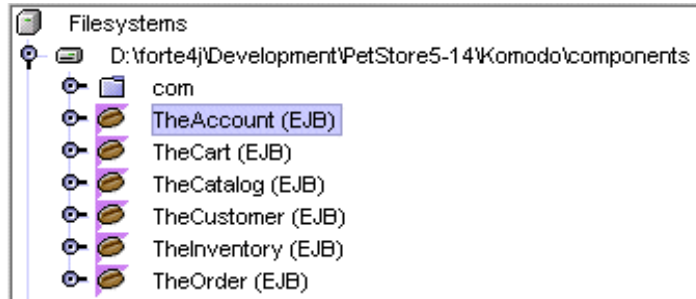 Filesystems
D:\forte4j\Development\PetStore5-14\Komodo\components
com
TheAccount (EJB)
TheCart (EJB)
TheCatalog (EJB)
TheCustomer (EJB)
TheInventory (EJB)
TheOrder (EJB)